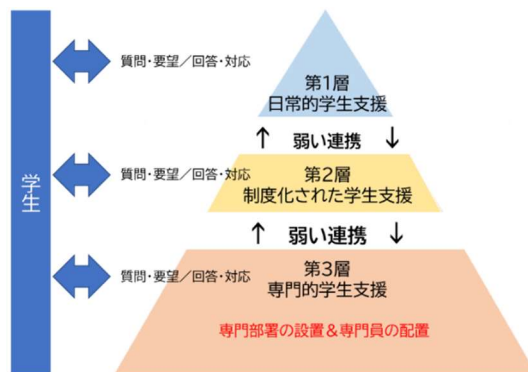 学生
質問・要望／回答・対応
第1層
日常的学生支援
↑ 弱い連携 ↓
質問・要望／回答・対応
第2層
制度化された学生支援
↑ 弱い連携 ↓
質問・要望／回答・対応
第3層
専門的学生支援
専門部署の設置＆専門員の配置